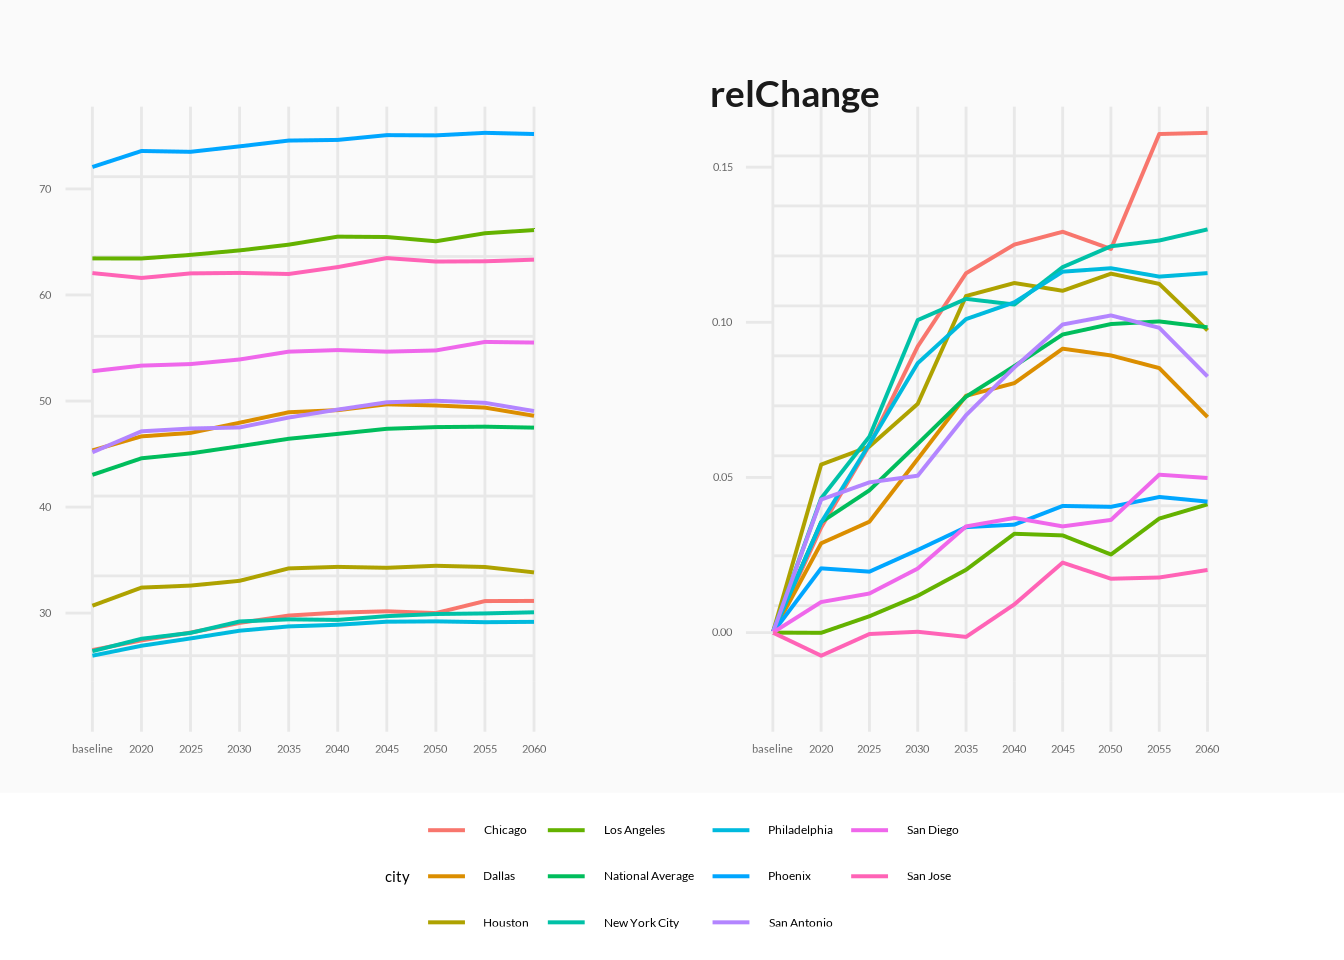 relChange
70
60
50
40
30
baseline 2020 2025 2030 2035 2040 2045 2050 2055 2060
0.15
0.10
0.05
0.00
baseline 2020 2025 2030 2035 2040 2045 2050 2055 2060
city
Chicago Los Angeles Philadelphia San Diego
Dallas National Average Phoenix San Jose
Houston New York City San Antonio